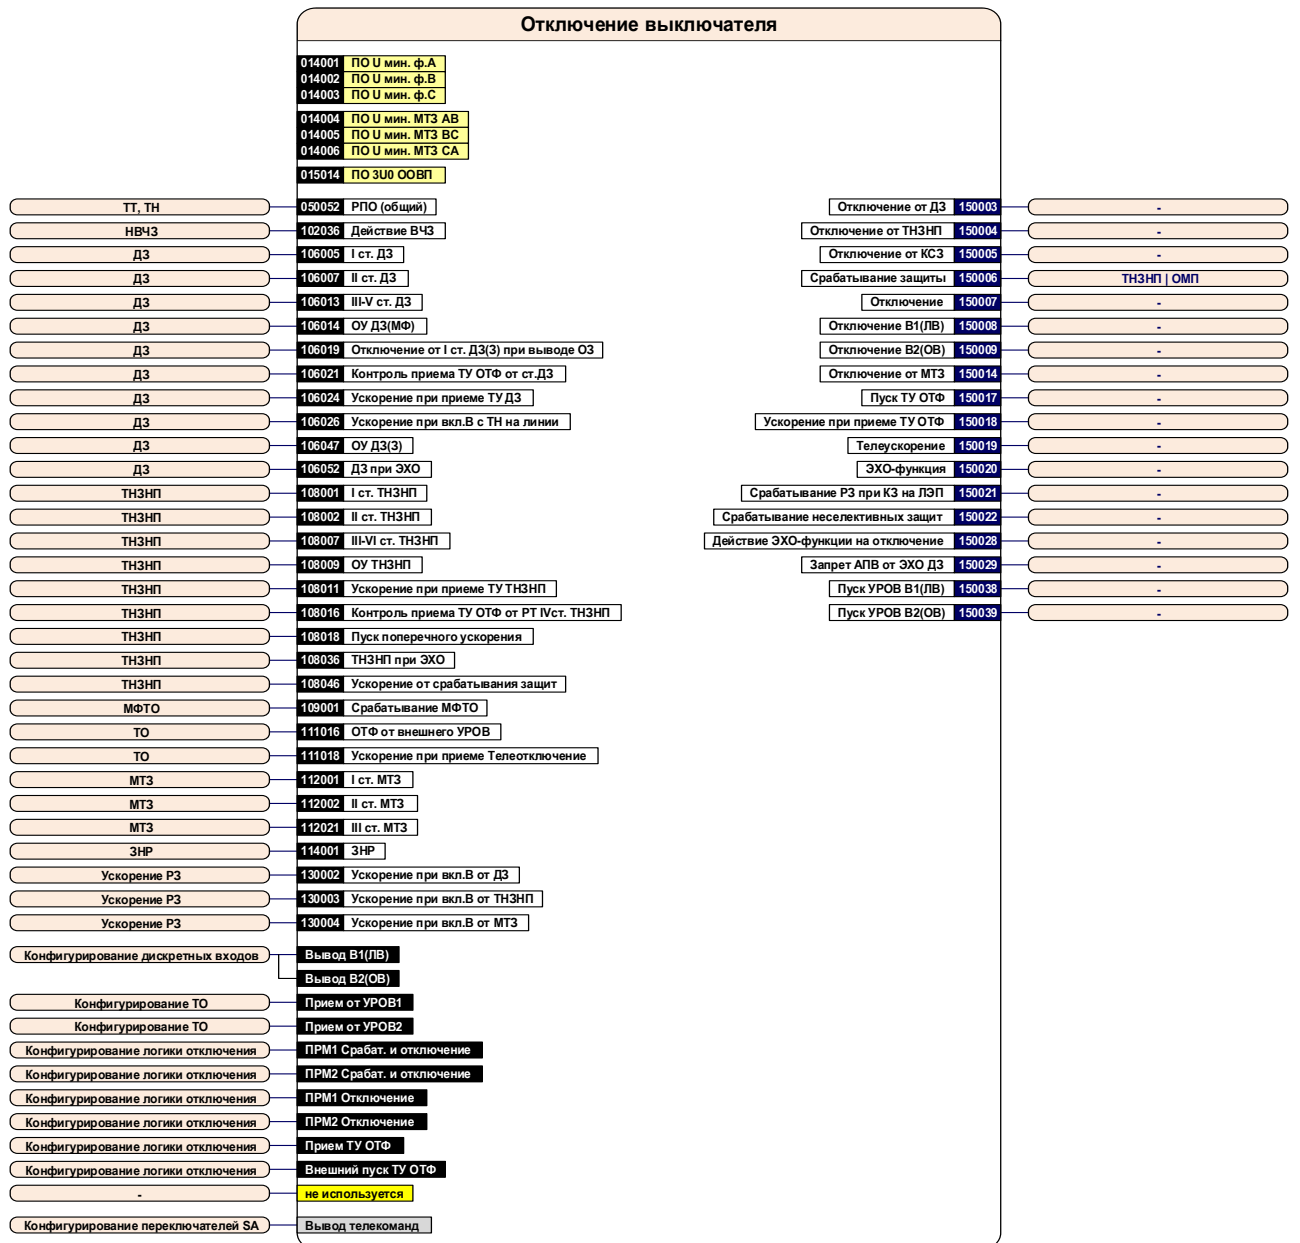 Отключение выключателя
014001 ПО U мин. ф.А
014002 ПО U мин. ф.В
014003 ПО U мин. ф.С
014004 ПО U мин. МТЗ АВ
014005 ПО U мин. МТЗ ВС
014006 ПО U мин. МТЗ СА
015014 ПО 3U0 ООВП
ТТ, ТН 050052 РПО (общий) Отключение от ДЗ 150003 -
НВЧЗ 102036 Действие ВЧЗ Отключение от ТНЗНП 150004 -
ДЗ 106005 I ст. ДЗ Отключение от КСЗ 150005 -
ДЗ 106007 II ст. ДЗ Срабатывание защиты 150006 ТНЗНП | ОМП
ДЗ 106013 III-V ст. ДЗ Отключение 150007 -
ДЗ 106014 ОУ ДЗ(МФ) Отключение В1(ЛВ) 150008 -
ДЗ 106019 Отключение от I ст. ДЗ(З) при выводе ОЗ Отключение В2(ОВ) 150009 -
ДЗ 106021 Контроль приема ТУ ОТФ от ст.ДЗ Отключение от МТЗ 150014 -
ДЗ 106024 Ускорение при приеме ТУ ДЗ Пуск ТУ ОТФ 150017 -
ДЗ 106026 Ускорение при вкл.В с ТН на линии Ускорение при приеме ТУ ОТФ 150018 -
ДЗ 106047 ОУ ДЗ(З) Телеускорение 150019 -
ДЗ 106052 ДЗ при ЭХО ЭХО-функция 150020 -
ТНЗНП 108001 I ст. ТНЗНП Срабатывание РЗ при КЗ на ЛЭП 150021 -
ТНЗНП 108002 II ст. ТНЗНП Срабатывание неселективных защит 150022 -
ТНЗНП 108007 III-VI ст. ТНЗНП Действие ЭХО-функции на отключение 150028 -
ТНЗНП 108009 ОУ ТНЗНП Запрет АПВ от ЭХО ДЗ 150029 -
ТНЗНП 108011 Ускорение при приеме ТУ ТНЗНП Пуск УРОВ В1(ЛВ) 150038 -
ТНЗНП 108016 Контроль приема ТУ ОТФ от РТ IVст. ТНЗНП Пуск УРОВ В2(ОВ) 150039 -
ТНЗНП 108018 Пуск поперечного ускорения
ТНЗНП 108036 ТНЗНП при ЭХО
ТНЗНП 108046 Ускорение от срабатывания защит
МФТО 109001 Срабатывание МФТО
ТО 111016 ОТФ от внешнего УРОВ
ТО 111018 Ускорение при приеме Телеотключение
МТЗ 112001 I ст. МТЗ
МТЗ 112002 II ст. МТЗ
МТЗ 112021 III ст. МТЗ
ЗНР 114001 ЗНР
Ускорение РЗ 130002 Ускорение при вкл.В от ДЗ
Ускорение РЗ 130003 Ускорение при вкл.В от ТНЗНП
Ускорение РЗ 130004 Ускорение при вкл.В от МТЗ
Конфигурирование дискретных входов Вывод В1(ЛВ)
Вывод В2(ОВ)
Конфигурирование ТО Прием от УРОВ1
Конфигурирование ТО Прием от УРОВ2
Конфигурирование логики отключения ПРМ1 Срабат. и отключение
Конфигурирование логики отключения ПРМ2 Срабат. и отключение
Конфигурирование логики отключения ПРМ1 Отключение
Конфигурирование логики отключения ПРМ2 Отключение
Конфигурирование логики отключения Прием ТУ ОТФ
Конфигурирование логики отключения Внешний пуск ТУ ОТФ
- не используется
Конфигурирование переключателей SA Вывод телекоманд